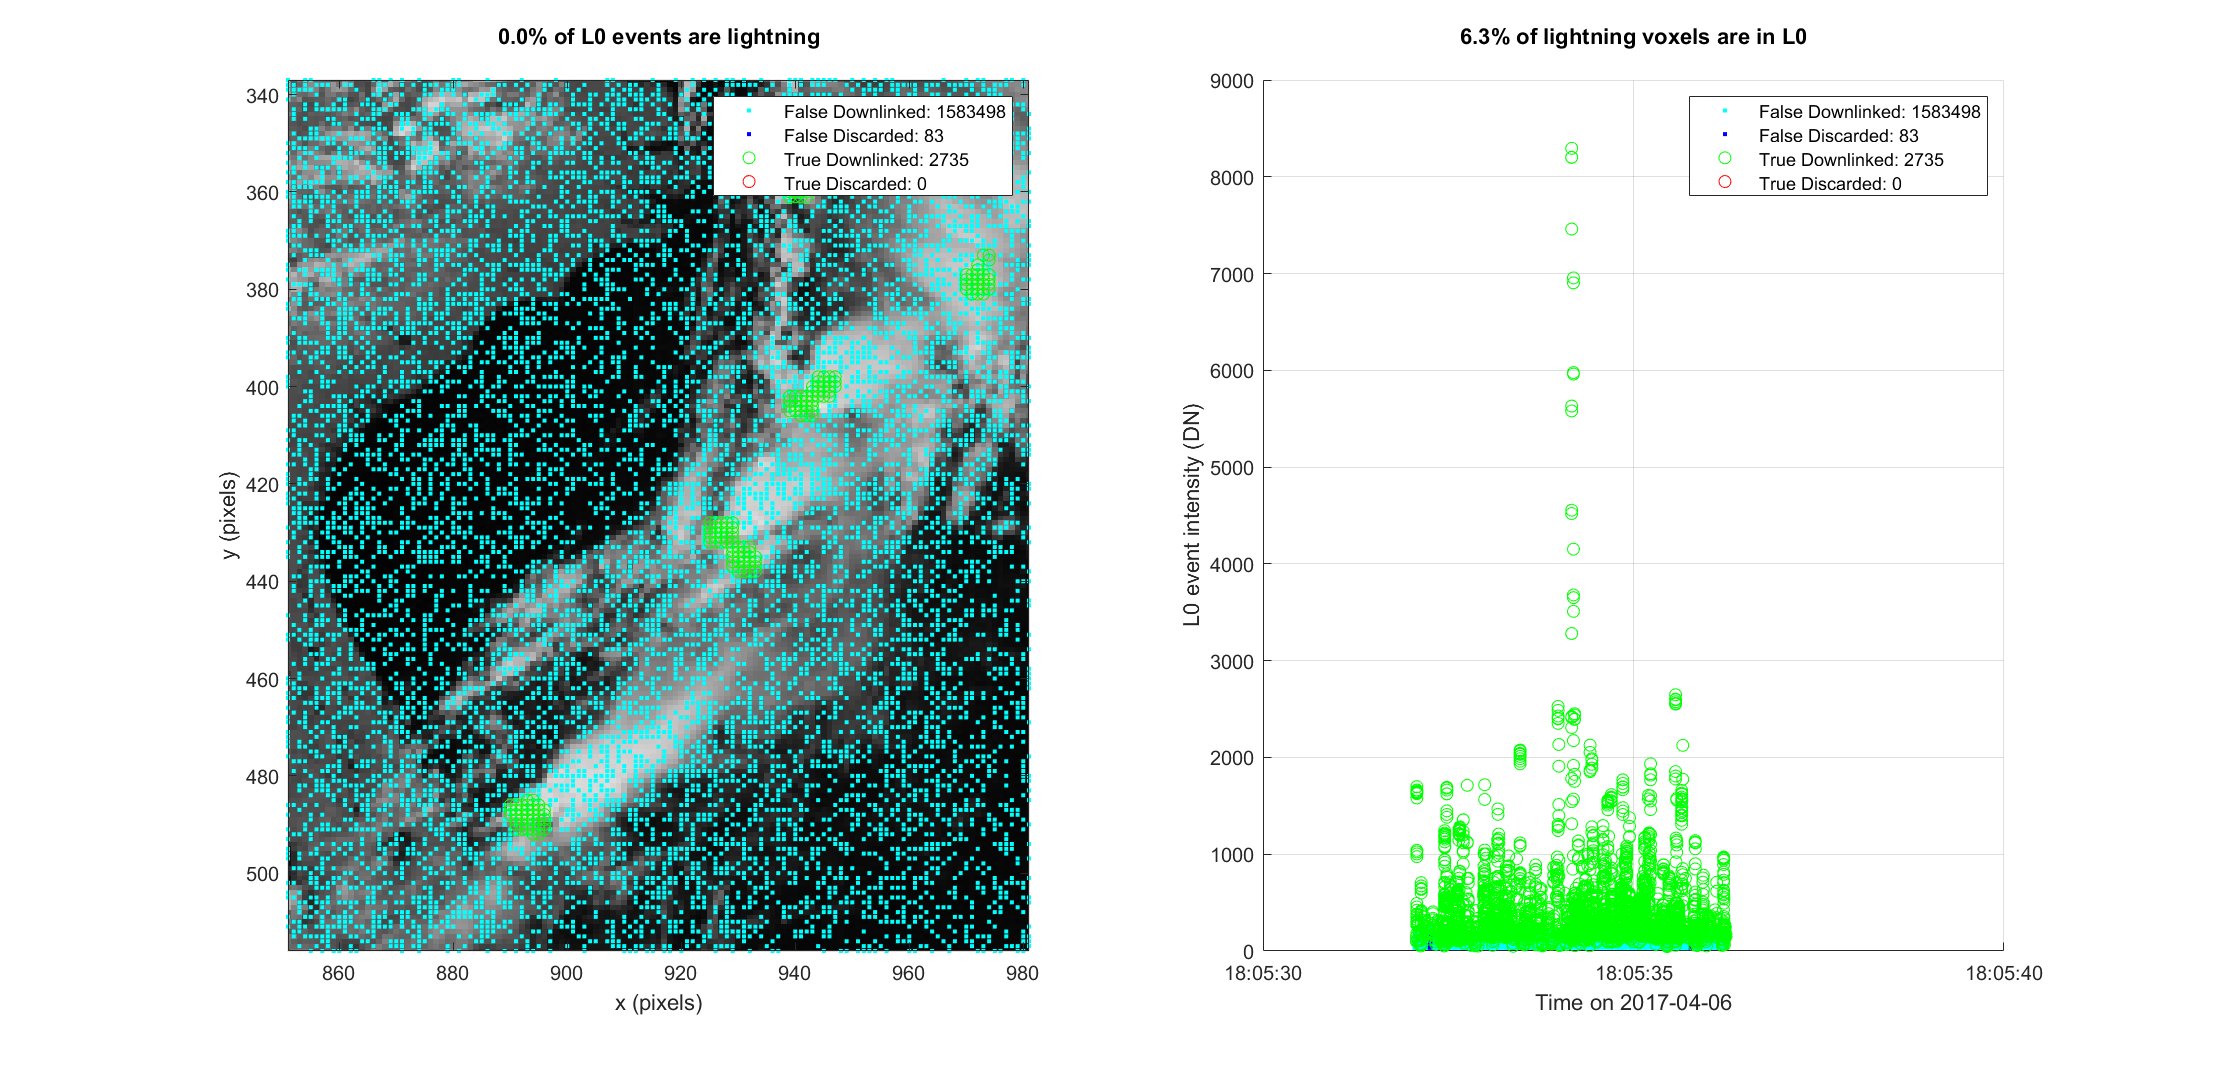 0.0% of L0 events are lightning
340
360
380
400
420
440
460
480
500
y (pixels)
False Downlinked: 1583498
False Discarded: 83
True Downlinked: 2735
True Discarded: 0
860
880
900
920
940
960
980
x (pixels)
6.3% of lightning voxels are in L0
9000
8000
7000
6000
5000
4000
3000
2000
1000
0
L0 event intensity (DN)
False Downlinked: 1583498
False Discarded: 83
True Downlinked: 2735
True Discarded: 0
18:05:30
18:05:35
18:05:40
Time on 2017-04-06